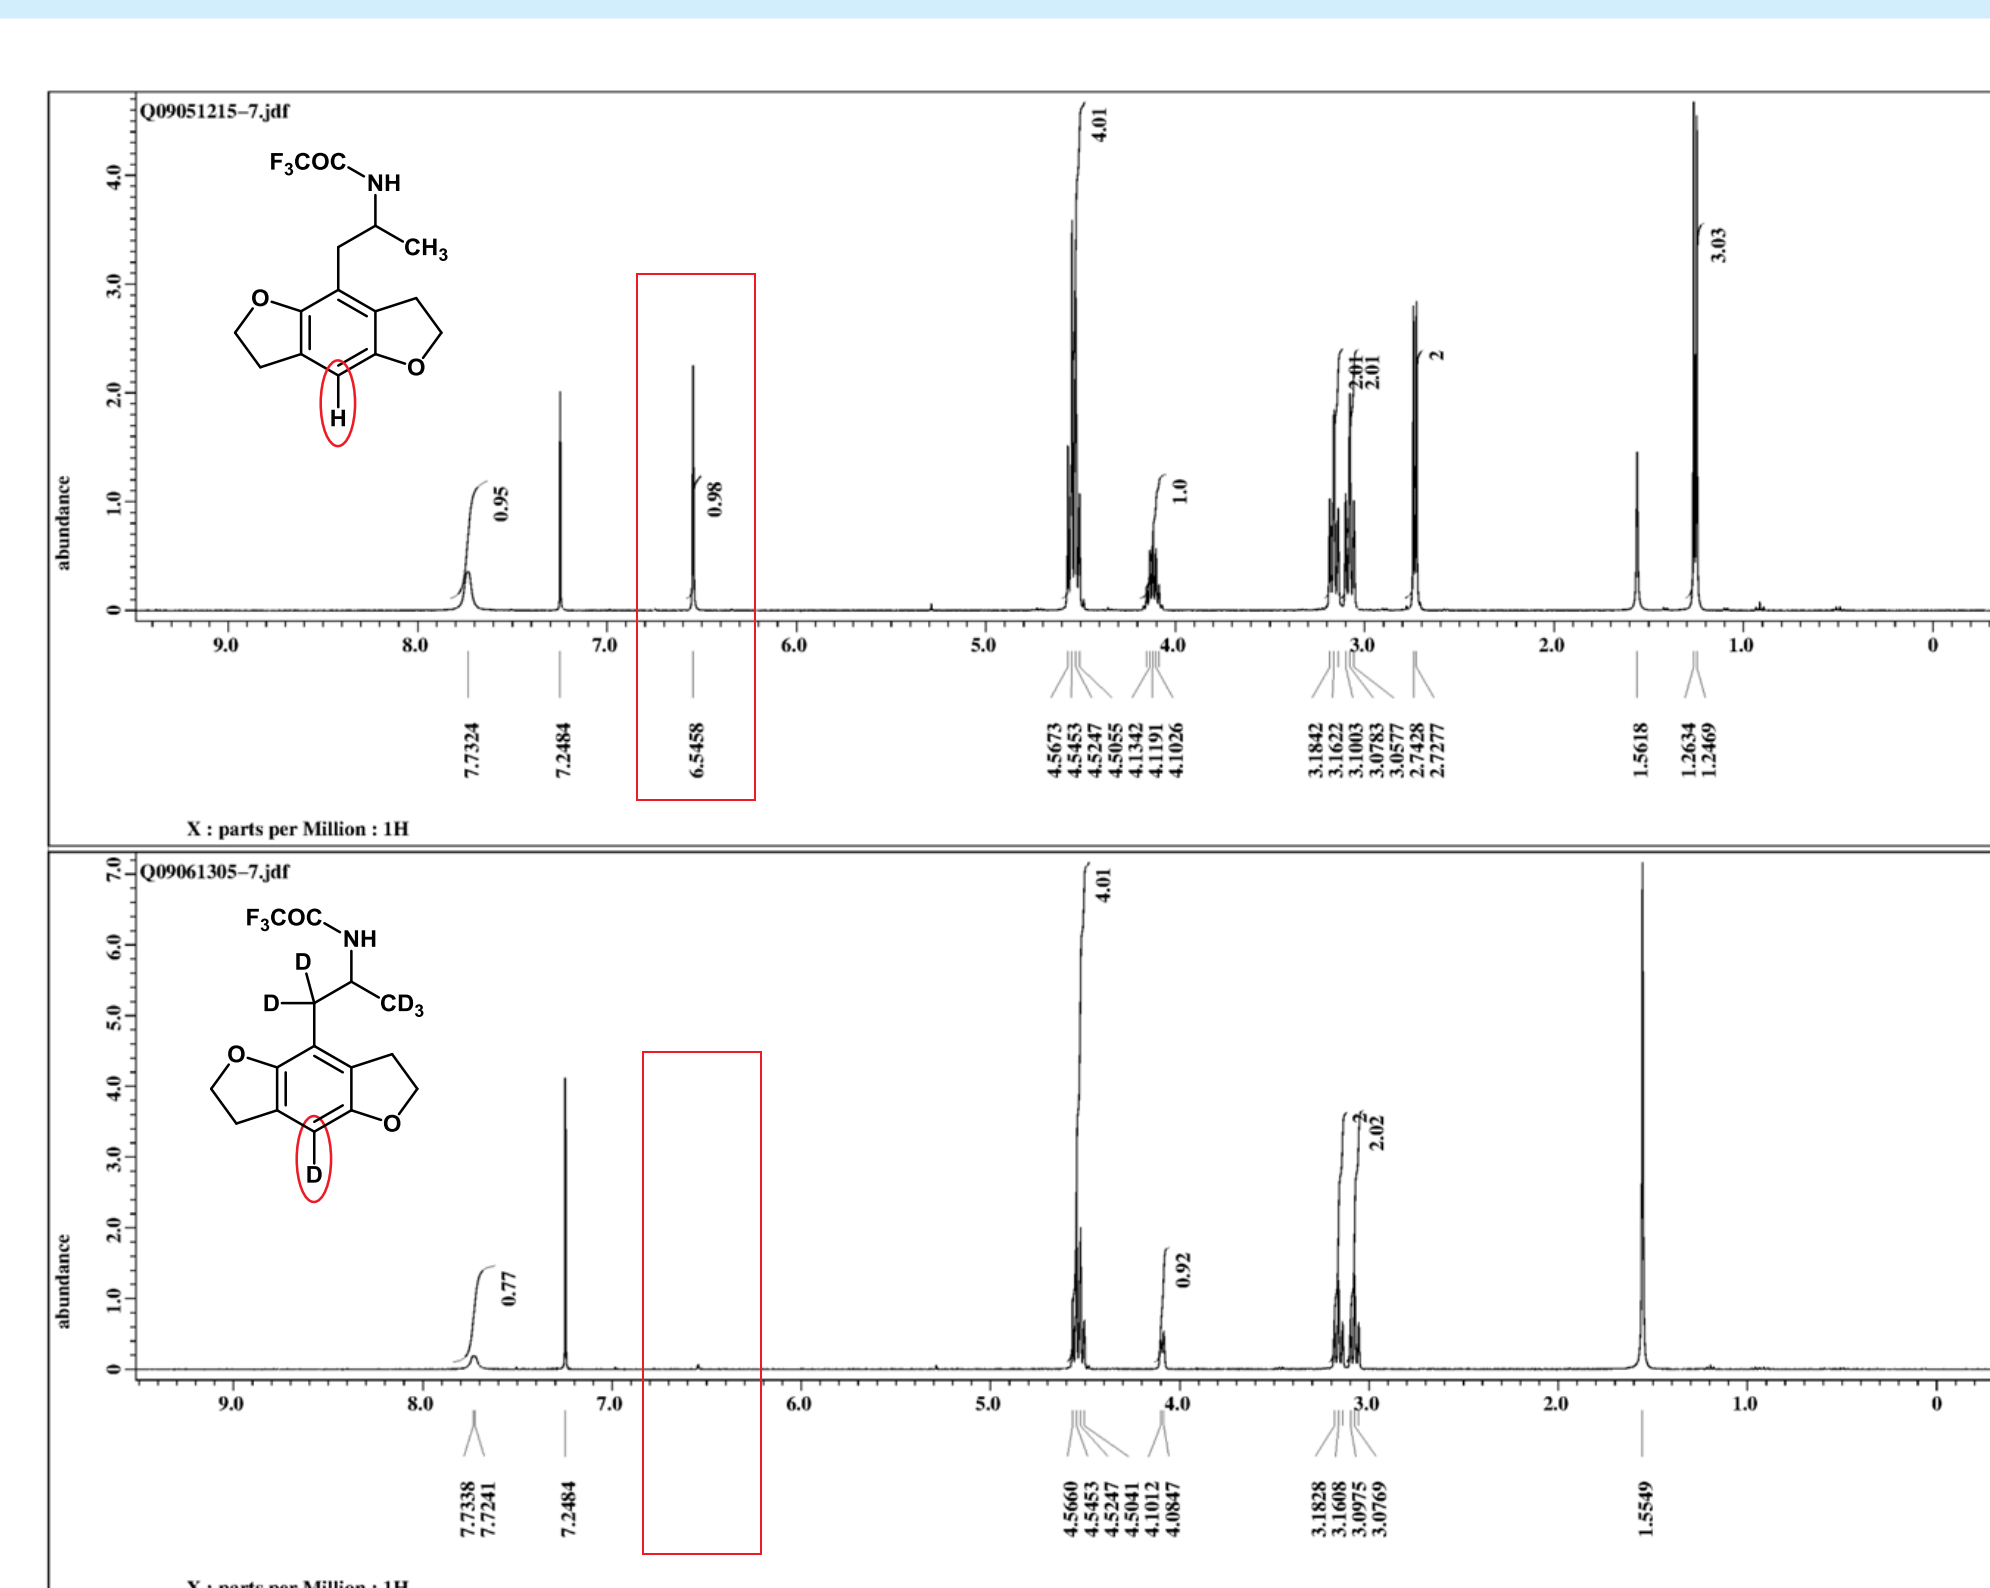 Q09051215-7.jdf
F3COC
NH
CH3
O
O
H
abundance
4.0
3.0
2.0
1.0
0
0.95
0.98
4.01
1.0
2.01
2.01
2
3.03
9.0 8.0 7.0 6.0 5.0 4.0 3.0 2.0 1.0 0
7.7324
7.2484
6.5458
4.5673
4.5453
4.5247
4.5055
4.1342
4.1191
4.1026
3.1842
3.1622
3.1003
3.0783
3.0577
2.7428
2.7277
1.5618
1.2634
1.2469
X : parts per Million : 1H
Q09061305-7.jdf
F3COC
NH
D
D
CD3
O
O
D
abundance
7.0
6.0
5.0
4.0
3.0
2.0
1.0
0
0.77
4.01
0.92
2
2.02
9.0 8.0 7.0 6.0 5.0 4.0 3.0 2.0 1.0 0
7.7338
7.7241
7.2484
4.5660
4.5453
4.5247
4.5041
4.1012
4.0847
3.1828
3.1608
3.0975
3.0769
1.5549
X : parts per Million : 1H